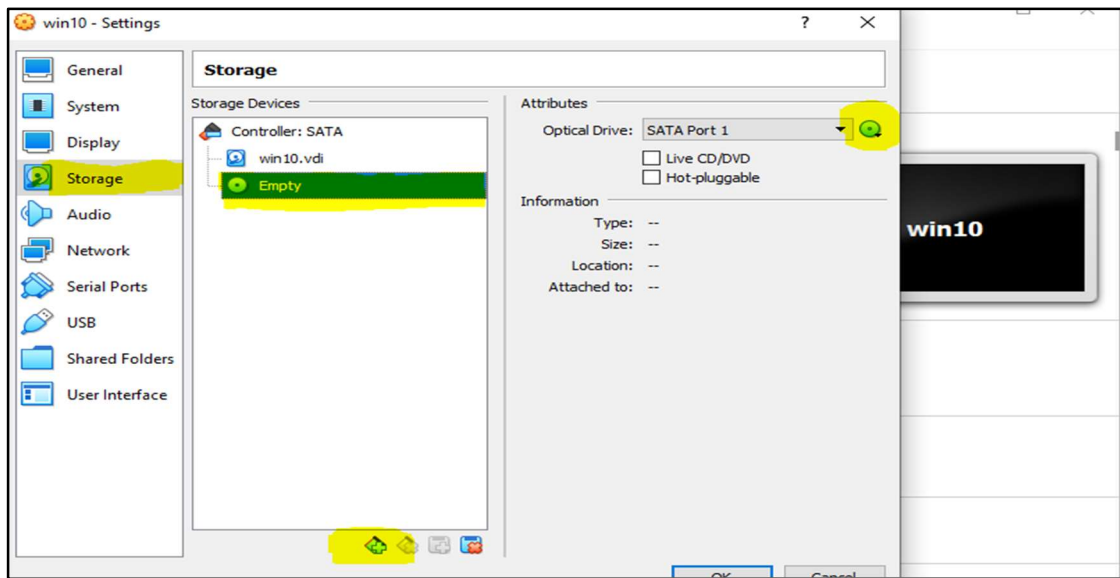 win10 - Settings ?
General
System
Display
Storage
Audio
Network
Serial Ports
USB
Shared Folders
User Interface
Storage
Storage Devices
Controller: SATA
win10.vdi
Empty
Attributes
Optical Drive: SATA Port 1
Live CD/DVD
Hot-pluggable
Information
Type: --
Size: --
Location: --
Attached to: --
OK Cancel
win10